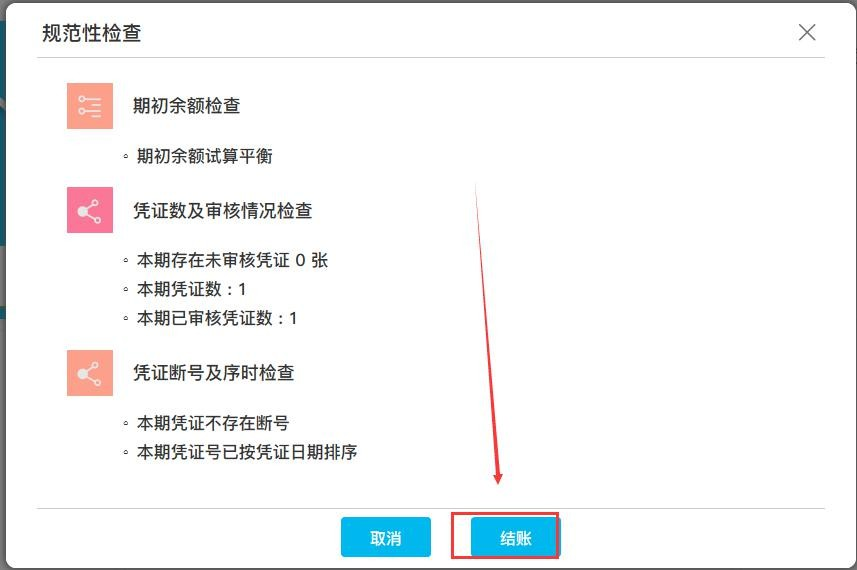 规范性检查
期初余额检查
期初余额试算平衡
凭证数及审核情况检查
本期存在未审核凭证 0 张
本期凭证数：1
本期已审核凭证数：1
凭证断号及序时检查
本期凭证不存在断号
本期凭证号已按凭证日期排序
取消
结账